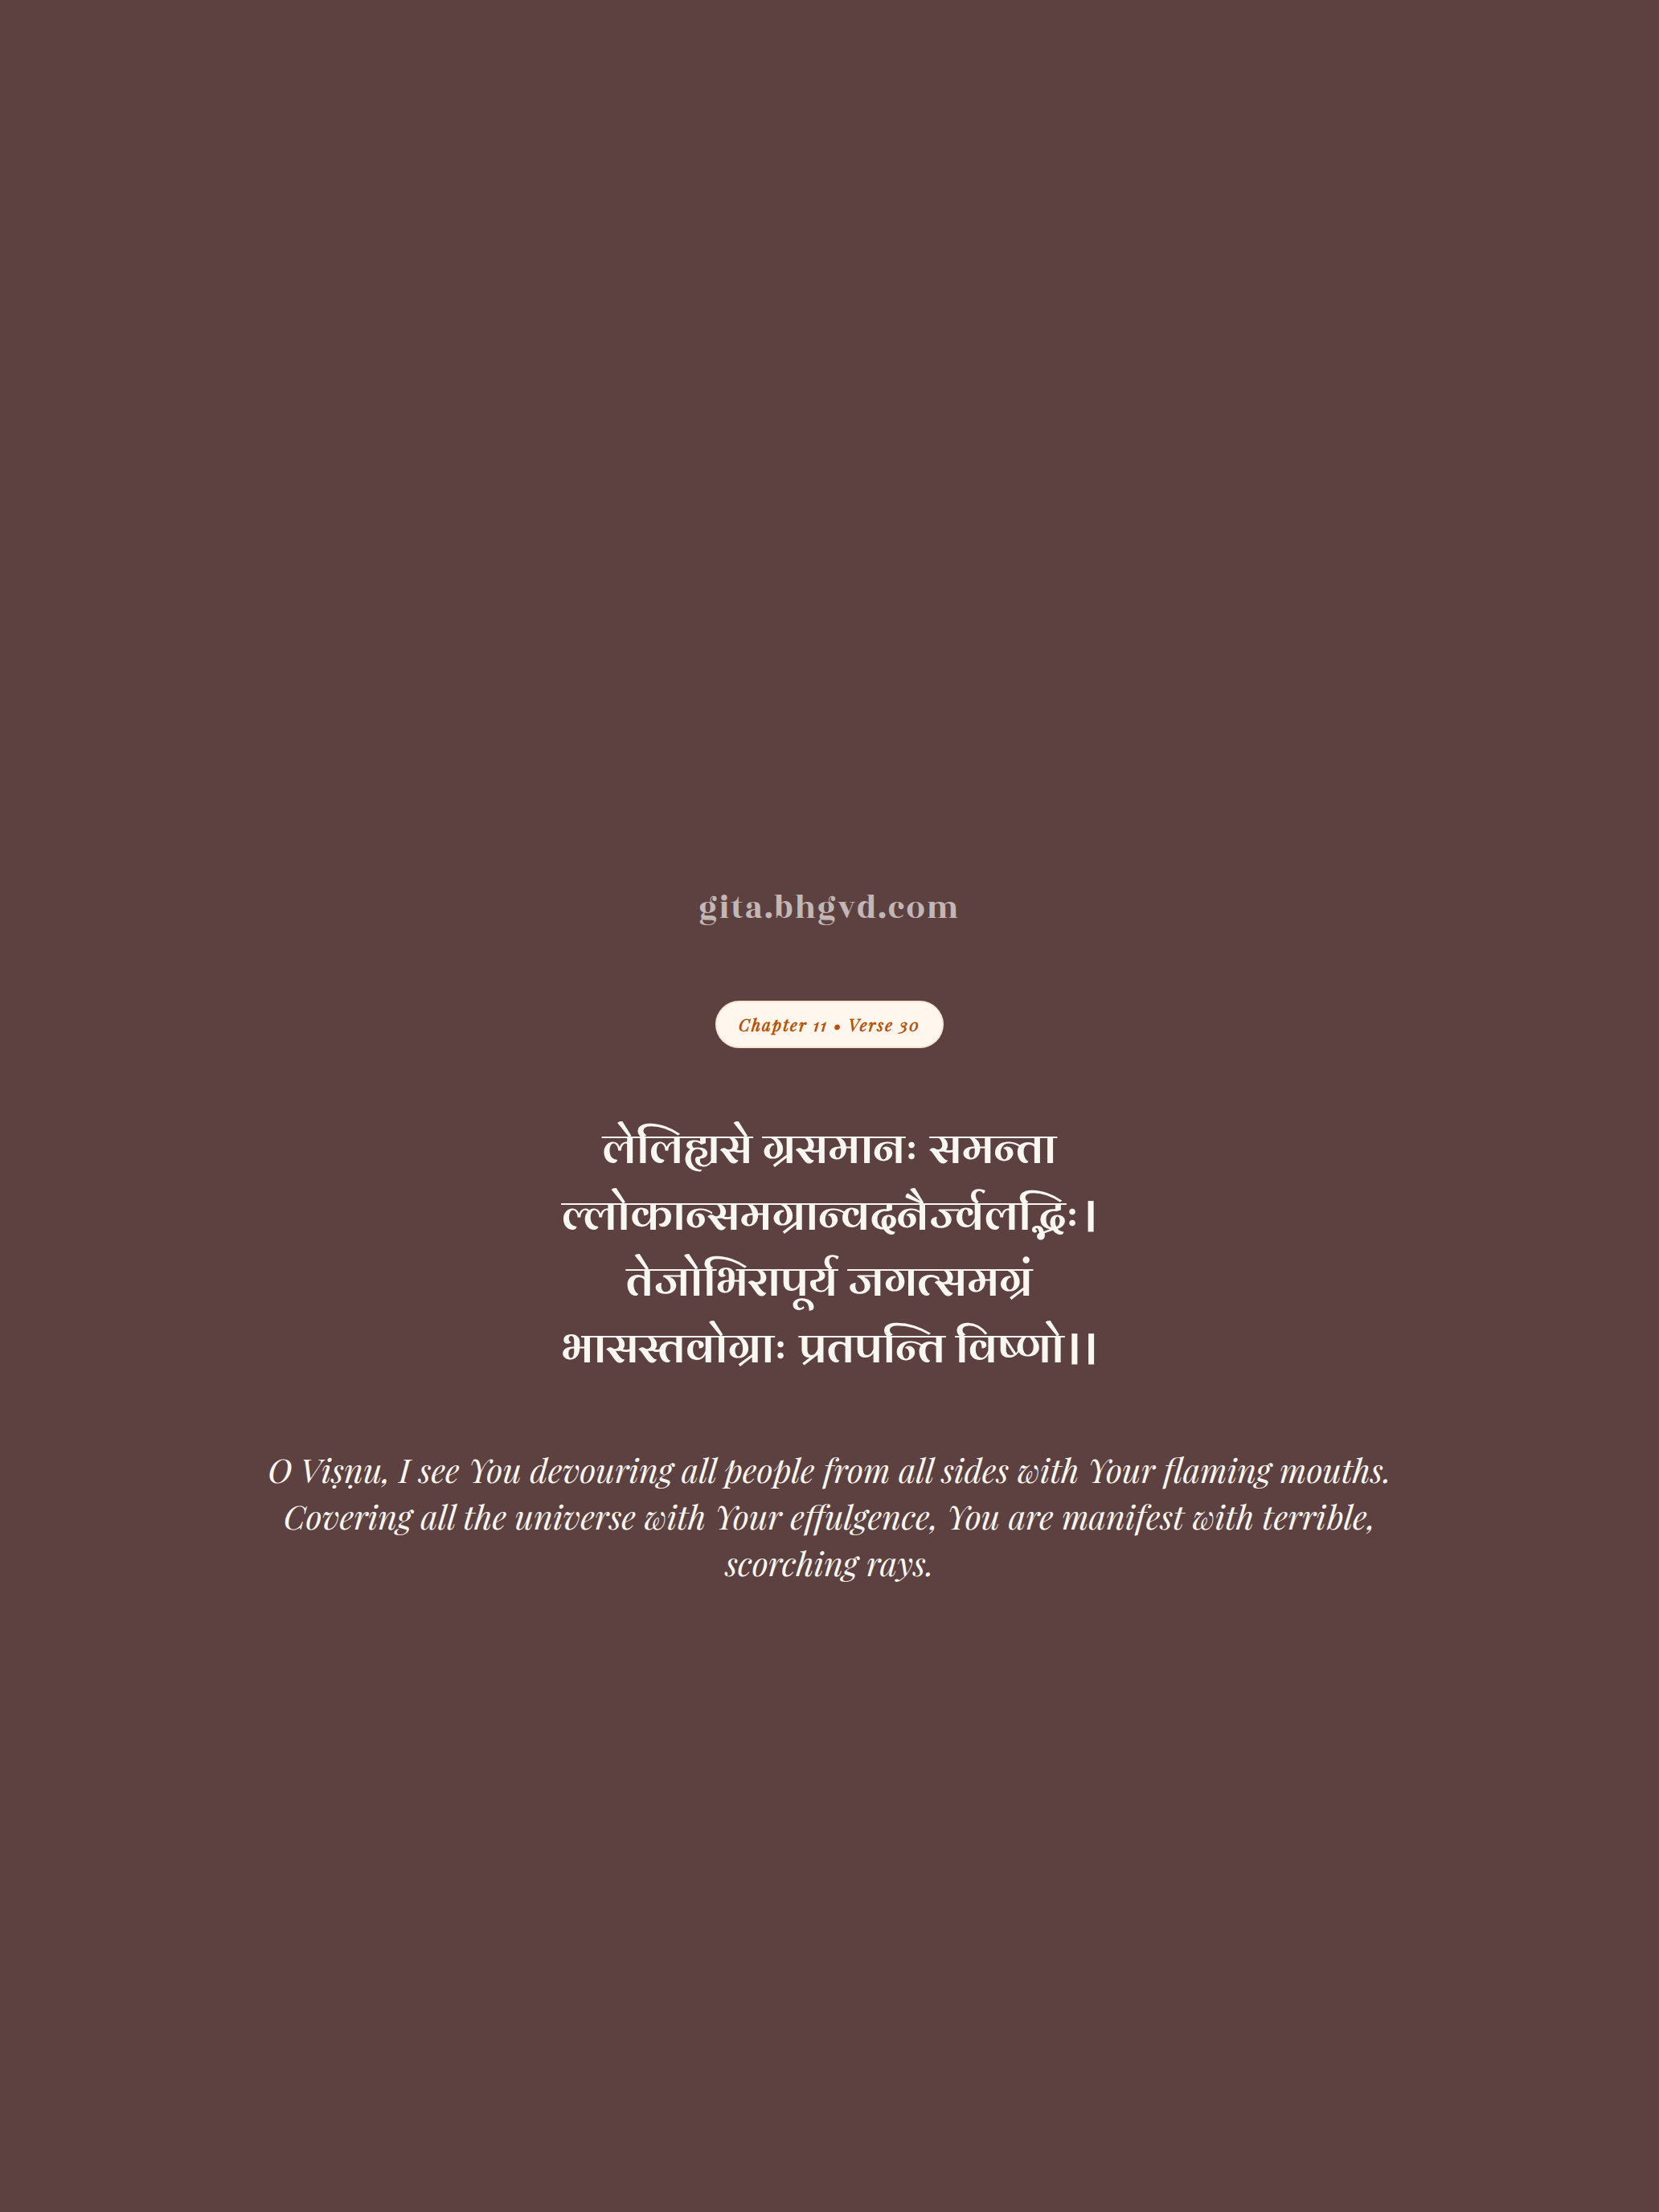 gita.bhgvd.com
Chapter 11 • Verse 30
लेलिह्यसे ग्रसमानः समन्ता
ल्लोकान्समग्रान्वदनैर्ज्वलद्भिः।
तेजोभिरापूर्य जगत्समग्रं
भासस्तवोग्राः प्रतपन्ति विष्णो।।
O Viṣṇu, I see You devouring all people from all sides with Your flaming mouths.
Covering all the universe with Your effulgence, You are manifest with terrible,
scorching rays.